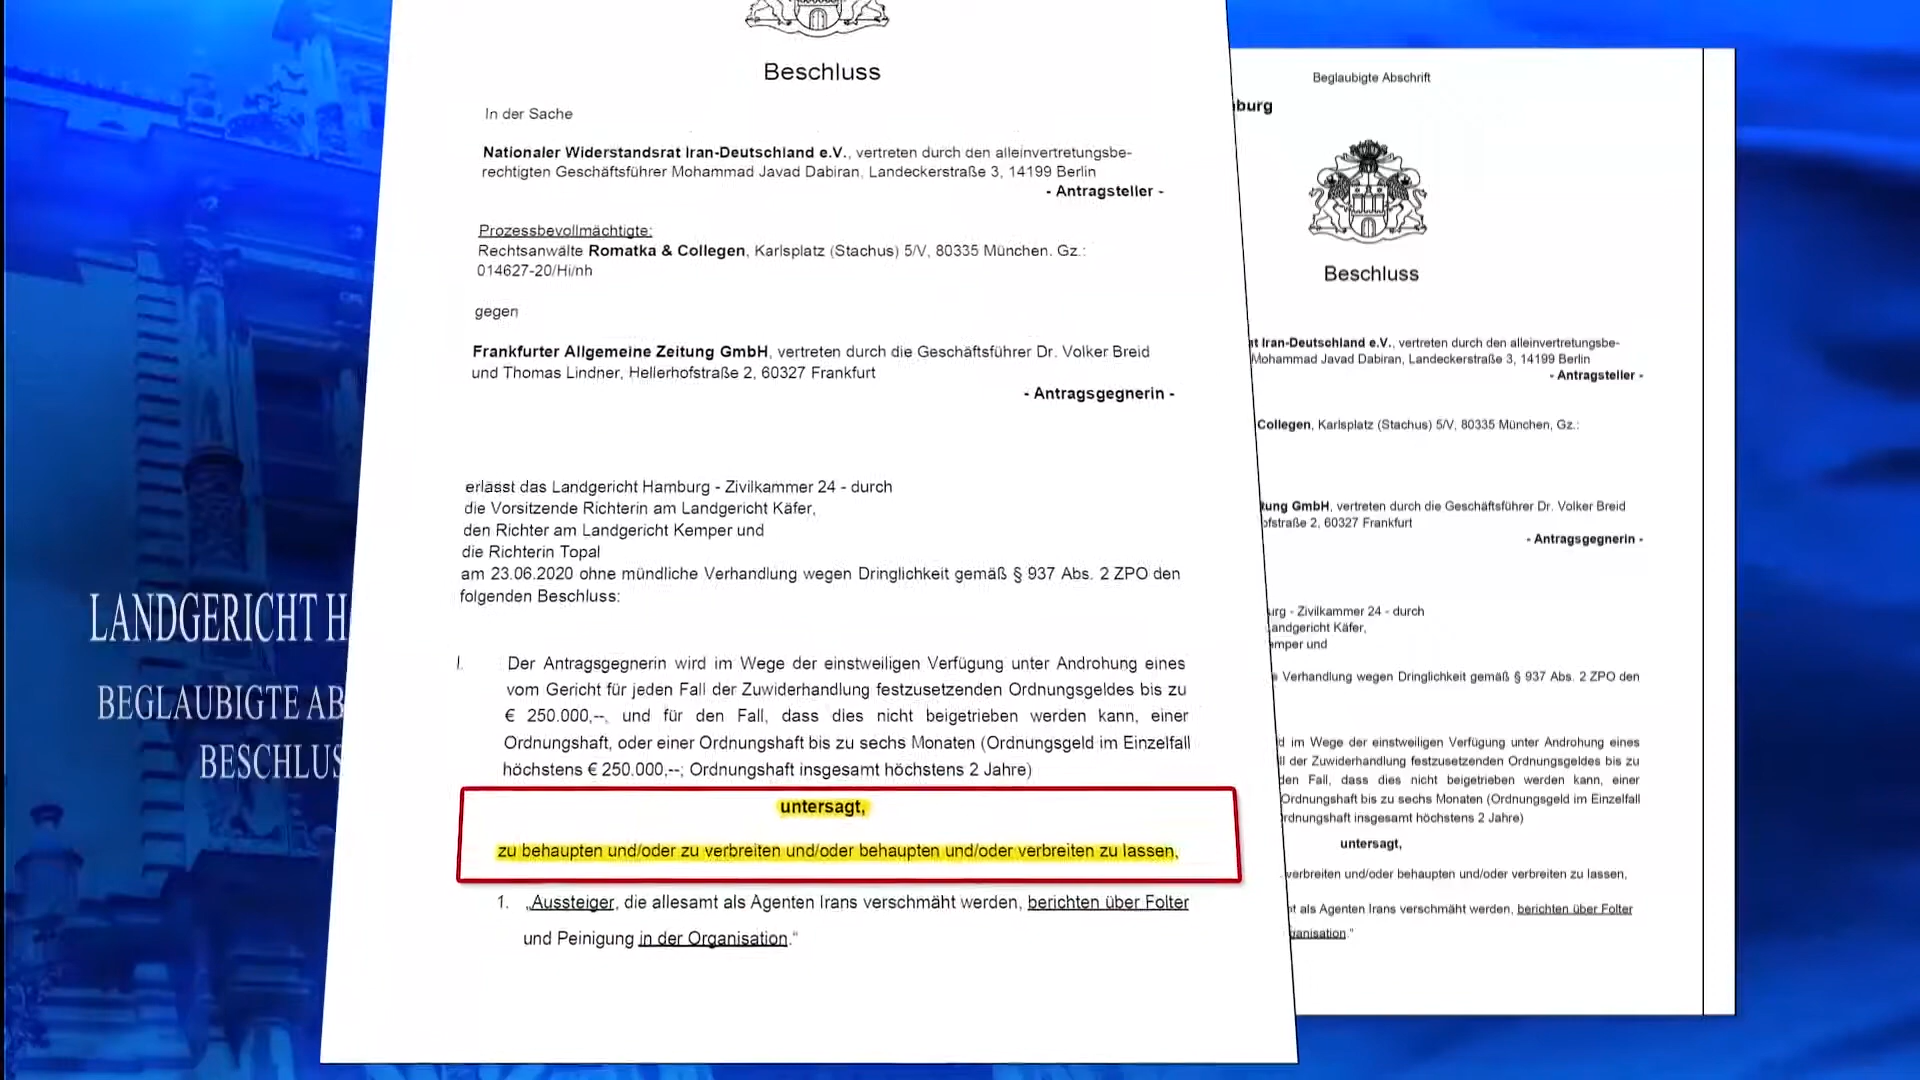 Beschluss
In der Sache
Nationaler Widerstandsrat Iran-Deutschland e.V., vertreten durch den alleinvertretungsbe-
rechtigten Geschäftsführer Mohammad Javad Dabiran, Landeckerstraße 3, 14199 Berlin
- Antragsteller -
Prozessbevollmächtigte:
Rechtsanwälte Romatka & Collegen, Karlsplatz (Stachus) 5/V, 80335 München. Gz.:
014627-20/Hi/nh
gegen
Frankfurter Allgemeine Zeitung GmbH, vertreten durch die Geschäftsführer Dr. Volker Breid
und Thomas Lindner, Hellerhofstraße 2, 60327 Frankfurt
- Antragsgegnerin -
erlässt das Landgericht Hamburg - Zivilkammer 24 - durch
die Vorsitzende Richterin am Landgericht Käfer,
den Richter am Landgericht Kemper und
die Richterin Topal
am 23.06.2020 ohne mündliche Verhandlung wegen Dringlichkeit gemäß § 937 Abs. 2 ZPO den
folgenden Beschluss:
I. Der Antragsgegnerin wird im Wege der einstweiligen Verfügung unter Androhung eines
vom Gericht für jeden Fall der Zuwiderhandlung festzusetzenden Ordnungsgeldes bis zu
€ 250.000,--, und für den Fall, dass dies nicht beigetrieben werden kann, einer
Ordnungshaft, oder einer Ordnungshaft bis zu sechs Monaten (Ordnungsgeld im Einzelfall
höchstens € 250.000,--; Ordnungshaft insgesamt höchstens 2 Jahre)
untersagt,
zu behaupten und/oder zu verbreiten und/oder behaupten und/oder verbreiten zu lassen,
1. „Aussteiger, die allesamt als Agenten Irans verschmäht werden, berichten über Folter
und Peinigung in der Organisation.“
Beglaubigte Abschrift
burg
Beschluss
t Iran-Deutschland e.V., vertreten durch den alleinvertretungsbe-
Mohammad Javad Dabiran, Landeckerstraße 3, 14199 Berlin
- Antragsteller -
Collegen, Karlsplatz (Stachus) 5/V, 80335 München, Gz.:
tung GmbH, vertreten durch die Geschäftsführer Dr. Volker Breid
ofstraße 2, 60327 Frankfurt
- Antragsgegnerin -
urg - Zivilkammer 24 - durch
andgericht Käfer,
emper und
Verhandlung wegen Dringlichkeit gemäß § 937 Abs. 2 ZPO den
d im Wege der einstweiligen Verfügung unter Androhung eines
ll der Zuwiderhandlung festzusetzenden Ordnungsgeldes bis zu
den Fall, dass dies nicht beigetrieben werden kann, einer
Ordnungshaft bis zu sechs Monaten (Ordnungsgeld im Einzelfall
rdnungshaft insgesamt höchstens 2 Jahre)
untersagt,
verbreiten und/oder behaupten und/oder verbreiten zu lassen,
t als Agenten Irans verschmäht werden, berichten über Folter
ganisation.“
LANDGERICHT H
BEGLAUBIGTE AB
BESCHLUS